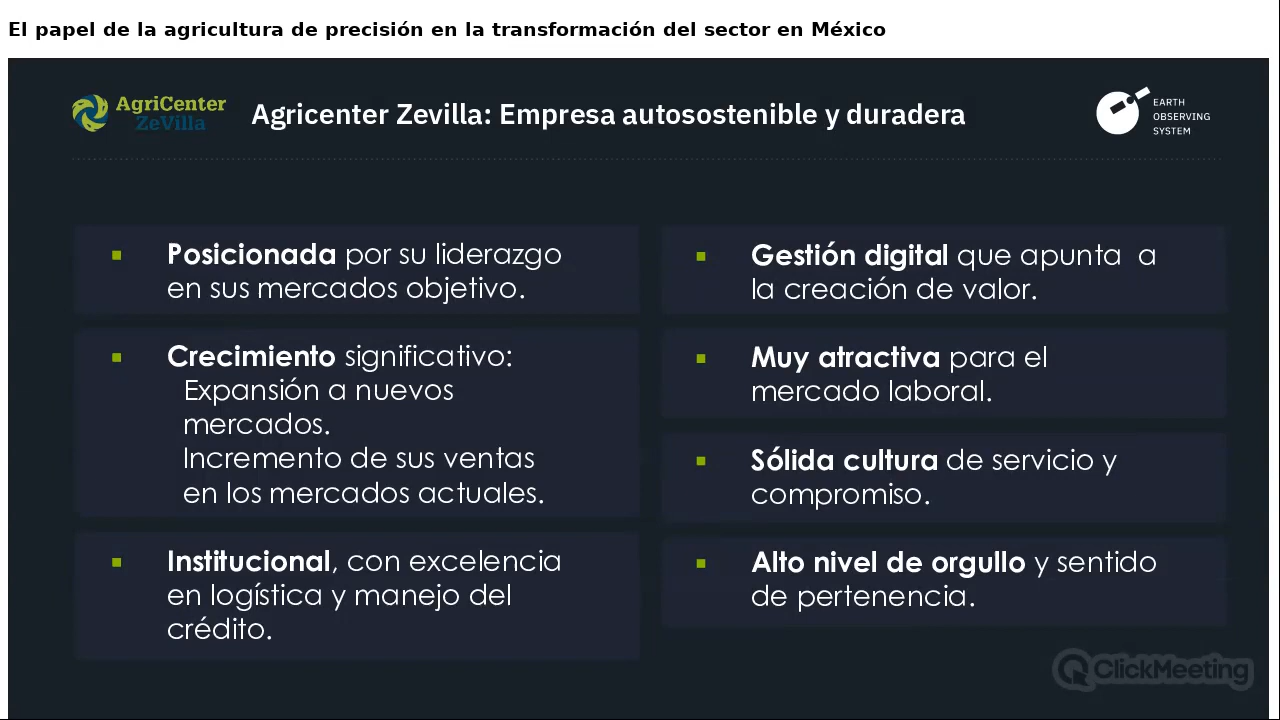 El papel de la agricultura de precisión en la transformación del sector en México
AgriCenter
ZeVilla
Agricenter Zevilla: Empresa autosostenible y duradera
EARTH
OBSERVING
SYSTEM
Posicionada por su liderazgo
en sus mercados objetivo.
Crecimiento significativo:
Expansión a nuevos
mercados.
Incremento de sus ventas
en los mercados actuales.
Institucional, con excelencia
en logística y manejo del
crédito.
Gestión digital que apunta  a
la creación de valor.
Muy atractiva para el
mercado laboral.
Sólida cultura de servicio y
compromiso.
Alto nivel de orgullo y sentido
de pertenencia.
ClickMeeting